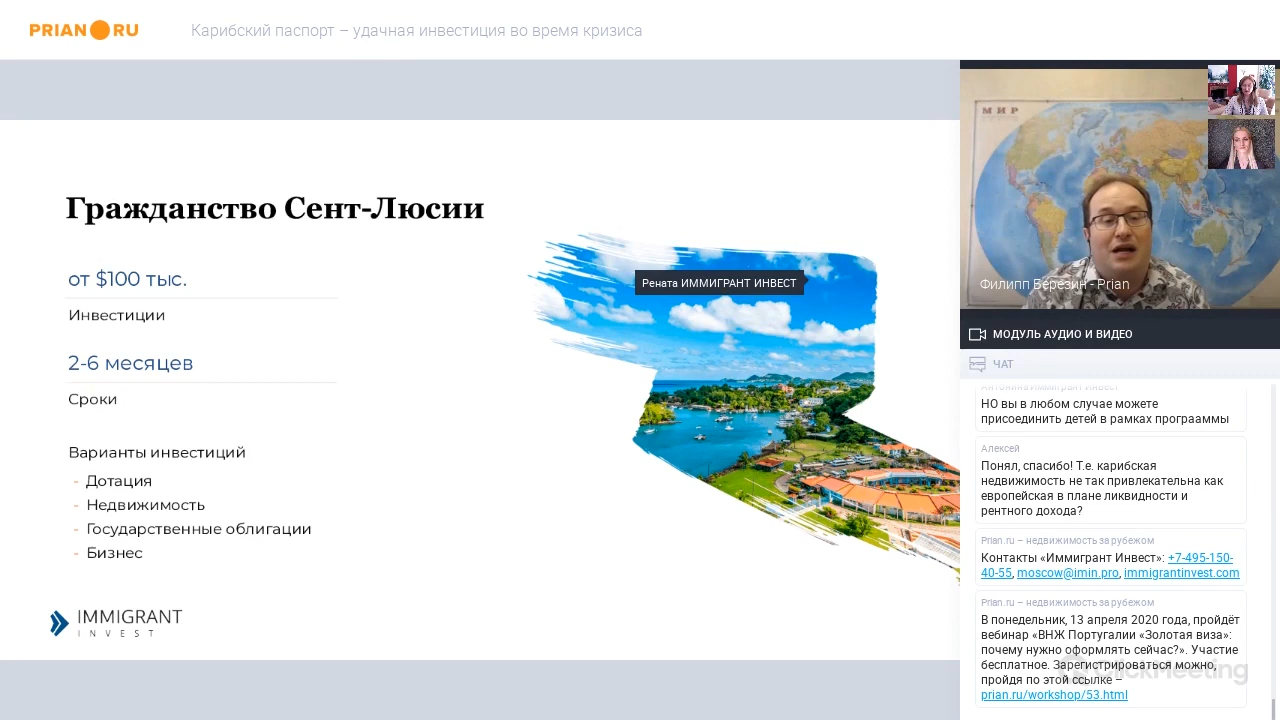 PRIAN RU
Карибский паспорт – удачная инвестиция во время кризиса
Гражданство Сент-Люсии
от $100 тыс.
Инвестиции
2-6 месяцев
Сроки
Варианты инвестиций
- Дотация
- Недвижимость
- Государственные облигации
- Бизнес
IMMIGRANT
INVEST
Рената ИММИГРАНТ ИНВЕСТ
МИР
Филипп Березин - Prian
МОДУЛЬ АУДИО И ВИДЕО
ЧАТ
Антонина Иммигрант Инвест
НО вы в любом случае можете
присоединить детей в рамках программы
Алексей
Понял, спасибо! Т.е. карибская
недвижимость не так привлекательна как
европейская в плане ликвидности и
рентного дохода?
Prian.ru – недвижимость за рубежом
Контакты «Иммигрант Инвест»: +7-495-150-
40-55, moscow@imin.pro, immigrantinvest.com
Prian.ru – недвижимость за рубежом
В понедельник, 13 апреля 2020 года, пройдёт
вебинар «ВНЖ Португалии «Золотая виза»:
почему нужно оформлять сейчас?». Участие
бесплатное. Зарегистрироваться можно,
пройдя по этой ссылке –
prian.ru/workshop/53.html
ClickMeeting